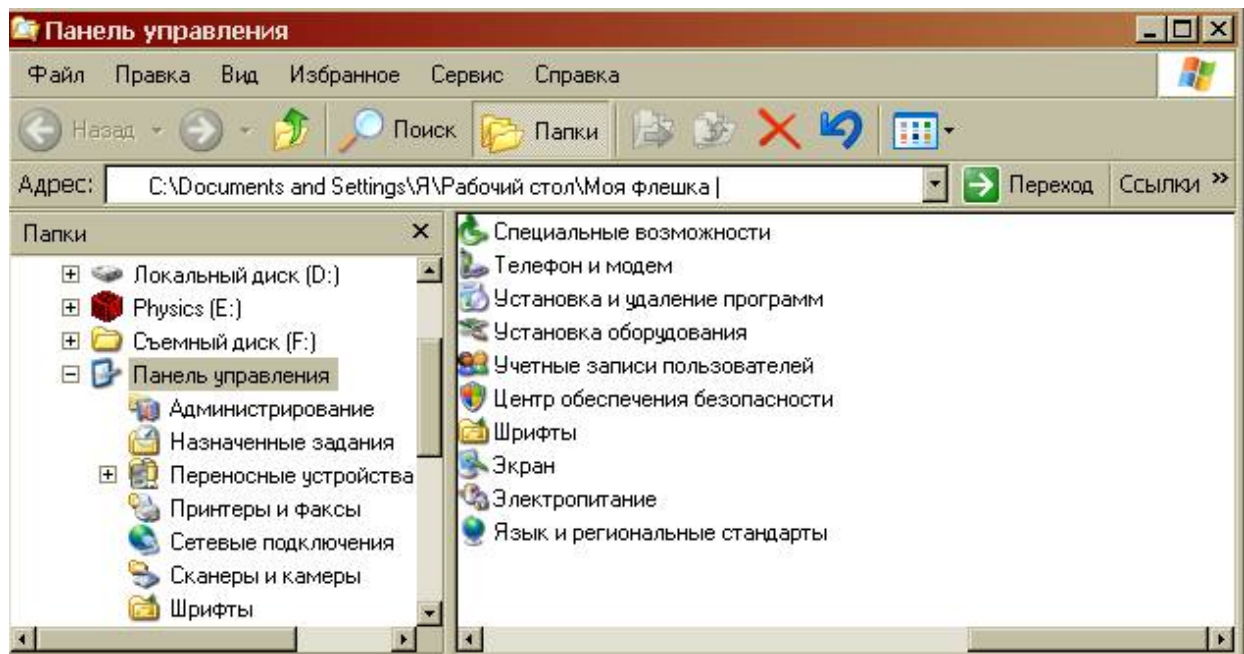 Панель управления
Файл Правка Вид Избранное Сервис Справка
Назад Поиск Папки
Адрес: C:\Documents and Settings\Я\Рабочий стол\Моя флешка Переход Ссылки »
Папки
Локальный диск (D:)
Physics (E:)
Съемный диск (F:)
Панель управления
Администрирование
Назначенные задания
Переносные устройства
Принтеры и факсы
Сетевые подключения
Сканеры и камеры
Шрифты
Специальные возможности
Телефон и модем
Установка и удаление программ
Установка оборудования
Учетные записи пользователей
Центр обеспечения безопасности
Шрифты
Экран
Электропитание
Язык и региональные стандарты